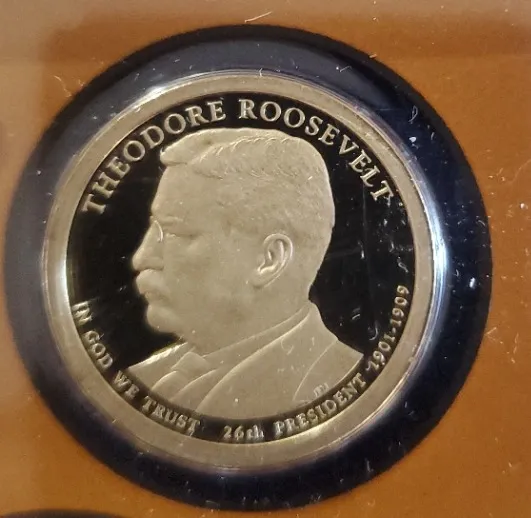 THEODORE ROOSEVELT
IN GOD WE TRUST 26th PRESIDENT 1901-1909